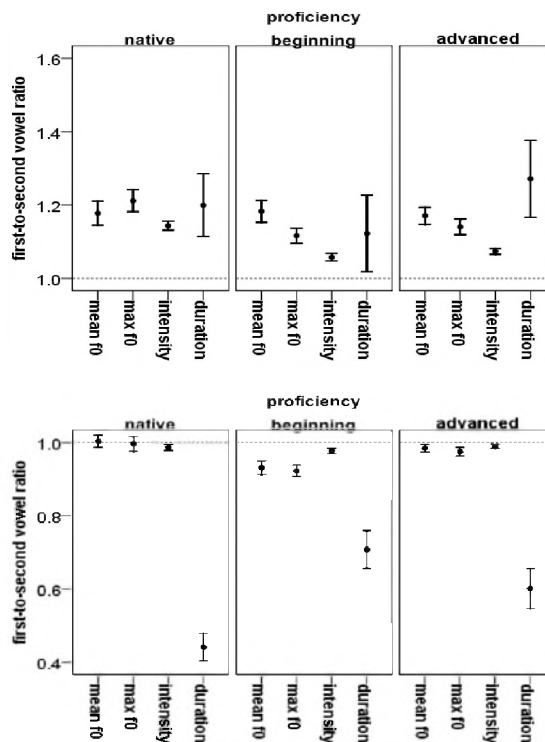 proficiency
native beginning advanced
first-to-second vowel ratio
1.6
1.4
1.2
1.0
mean f0 max f0 intensity duration mean f0 max f0 intensity duration mean f0 max f0 intensity duration
proficiency
native beginning advanced
first-to-second vowel ratio
1.0
0.8
0.6
0.4
mean f0 max f0 intensity duration mean f0 max f0 intensity duration mean f0 max f0 intensity duration